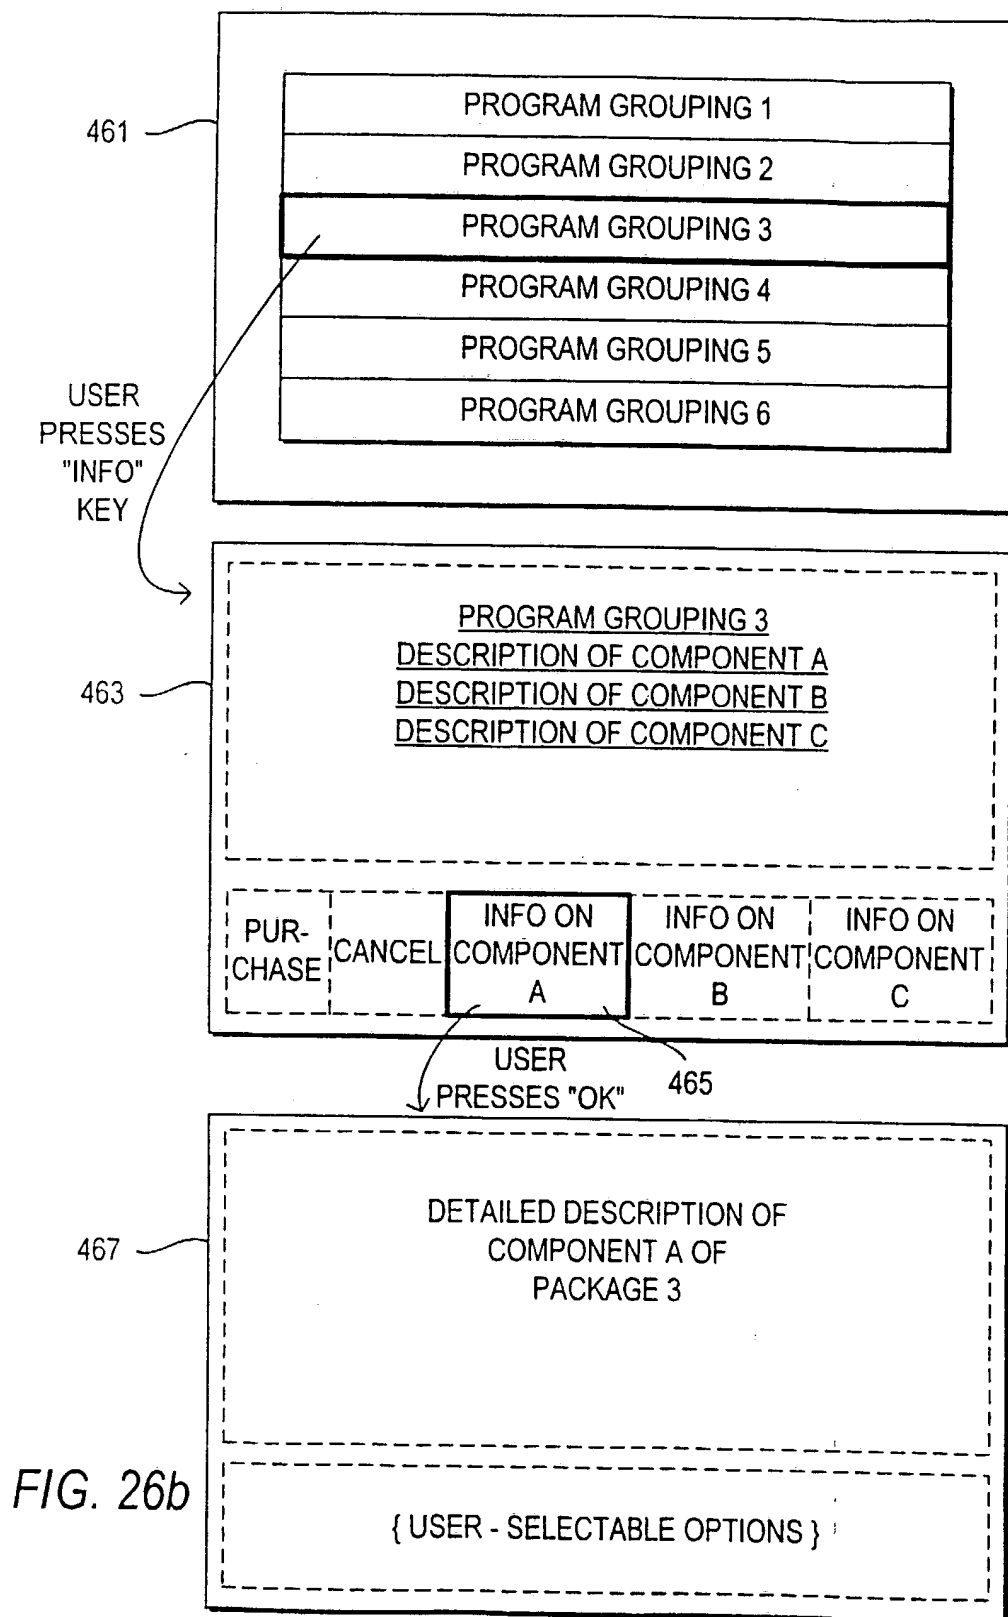 PROGRAM GROUPING 1
461
PROGRAM GROUPING 2
PROGRAM GROUPING 3
PROGRAM GROUPING 4
PROGRAM GROUPING 5
PROGRAM GROUPING 6
USER
PRESSES
"INFO"
KEY
PROGRAM GROUPING 3
DESCRIPTION OF COMPONENT A
463
DESCRIPTION OF COMPONENT B
DESCRIPTION OF COMPONENT C
PUR-
CHASE
CANCEL
INFO ON
COMPONENT
A
INFO ON
COMPONENT
B
INFO ON
COMPONENT
C
USER
PRESSES "OK"
465
467
DETAILED DESCRIPTION OF
COMPONENT A OF
PACKAGE 3
FIG. 26b
{ USER - SELECTABLE OPTIONS }